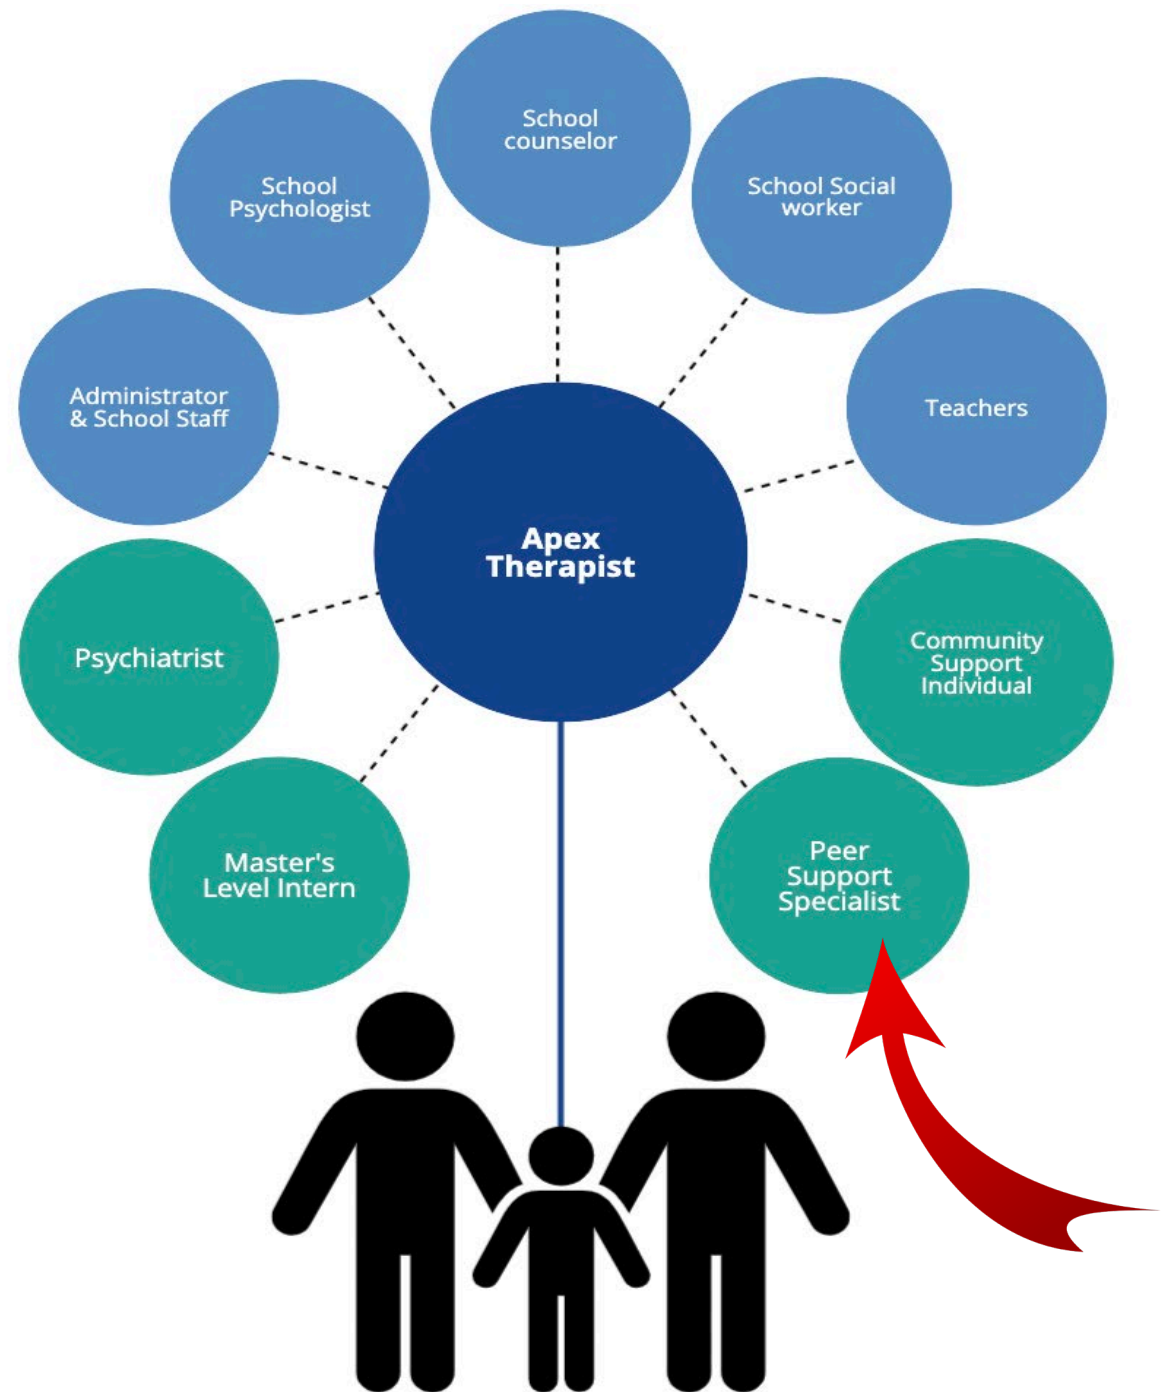 School
counselor
School
Psychologist
School Social
worker
Administrator
& School Staff
Teachers
Apex
Therapist
Psychiatrist
Community
Support
Individual
Master's
Level Intern
Peer
Support
Specialist